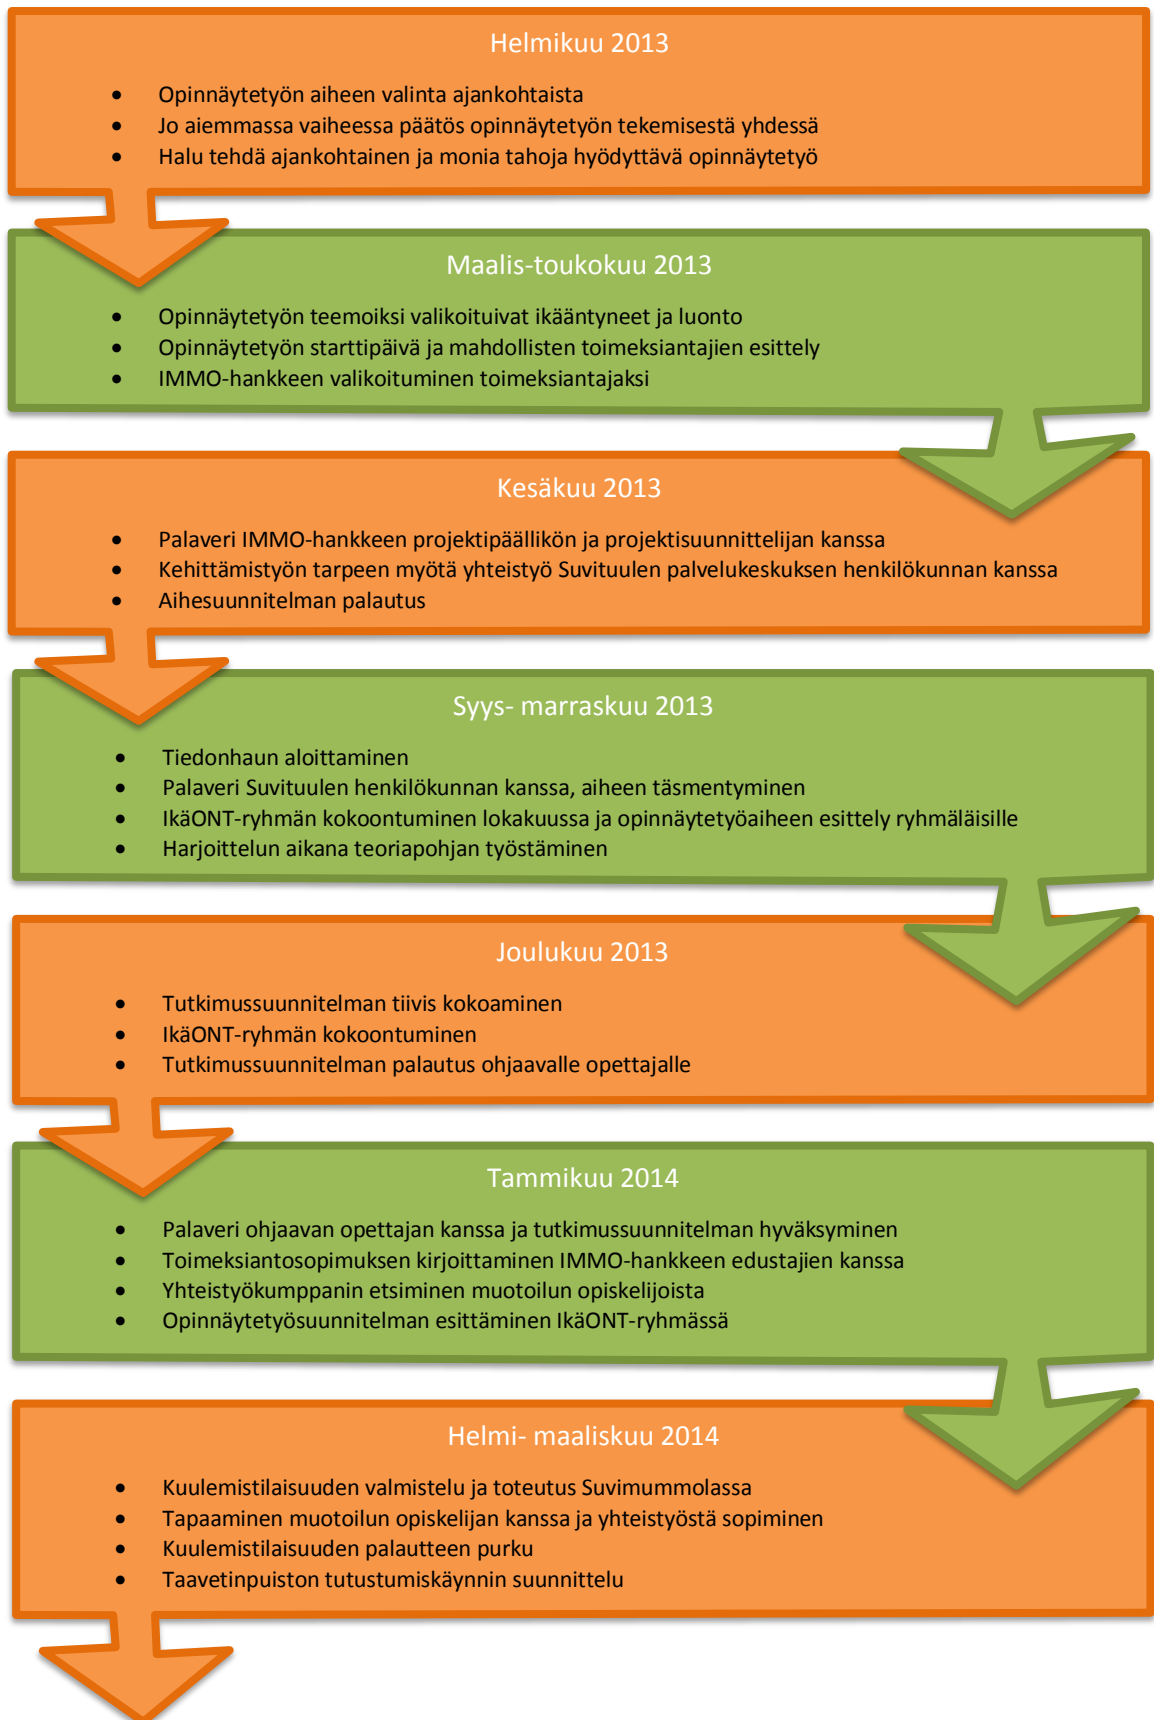 Helmikuu 2013
• Opinnäytetyön aiheen valinta ajankohtaista
• Jo aiemmassa vaiheessa päätös opinnäytetyön tekemisestä yhdessä
• Halu tehdä ajankohtainen ja monia tahoja hyödyttävä opinnäytetyö
Maalis-toukokuu 2013
• Opinnäytetyön teemoiksi valikoituivat ikääntyneet ja luonto
• Opinnäytetyön starttipäivä ja mahdollisten toimeksiantajien esittely
• IMMO-hankkeen valikoituminen toimeksiantajaksi
Kesäkuu 2013
• Palaveri IMMO-hankkeen projektipäällikön ja projektisuunnittelijan kanssa
• Kehittämistyön tarpeen myötä yhteistyö Suvituulen palvelukeskuksen henkilökunnan kanssa
• Aihesuunnitelman palautus
Syys- marraskuu 2013
• Tiedonhaun aloittaminen
• Palaveri Suvituulen henkilökunnan kanssa, aiheen täsmentyminen
• IkäONT-ryhmän kokoontuminen lokakuussa ja opinnäytetyöaiheen esittely ryhmäläisille
• Harjoittelun aikana teoriapohjan työstäminen
Joulukuu 2013
• Tutkimussuunnitelman tiivis kokoaminen
• IkäONT-ryhmän kokoontuminen
• Tutkimussuunnitelman palautus ohjaavalle opettajalle
Tammikuu 2014
• Palaveri ohjaavan opettajan kanssa ja tutkimussuunnitelman hyväksyminen
• Toimeksiantosopimuksen kirjoittaminen IMMO-hankkeen edustajien kanssa
• Yhteistyökumppanin etsiminen muotoilun opiskelijoista
• Opinnäytetyösuunnitelman esittäminen IkäONT-ryhmässä
Helmi- maaliskuu 2014
• Kuulemistilaisuuden valmistelu ja toteutus Suvimummolassa
• Tapaaminen muotoilun opiskelijan kanssa ja yhteistyöstä sopiminen
• Kuulemistilaisuuden palautteen purku
• Taavetinpuiston tutustumiskäynnin suunnittelu